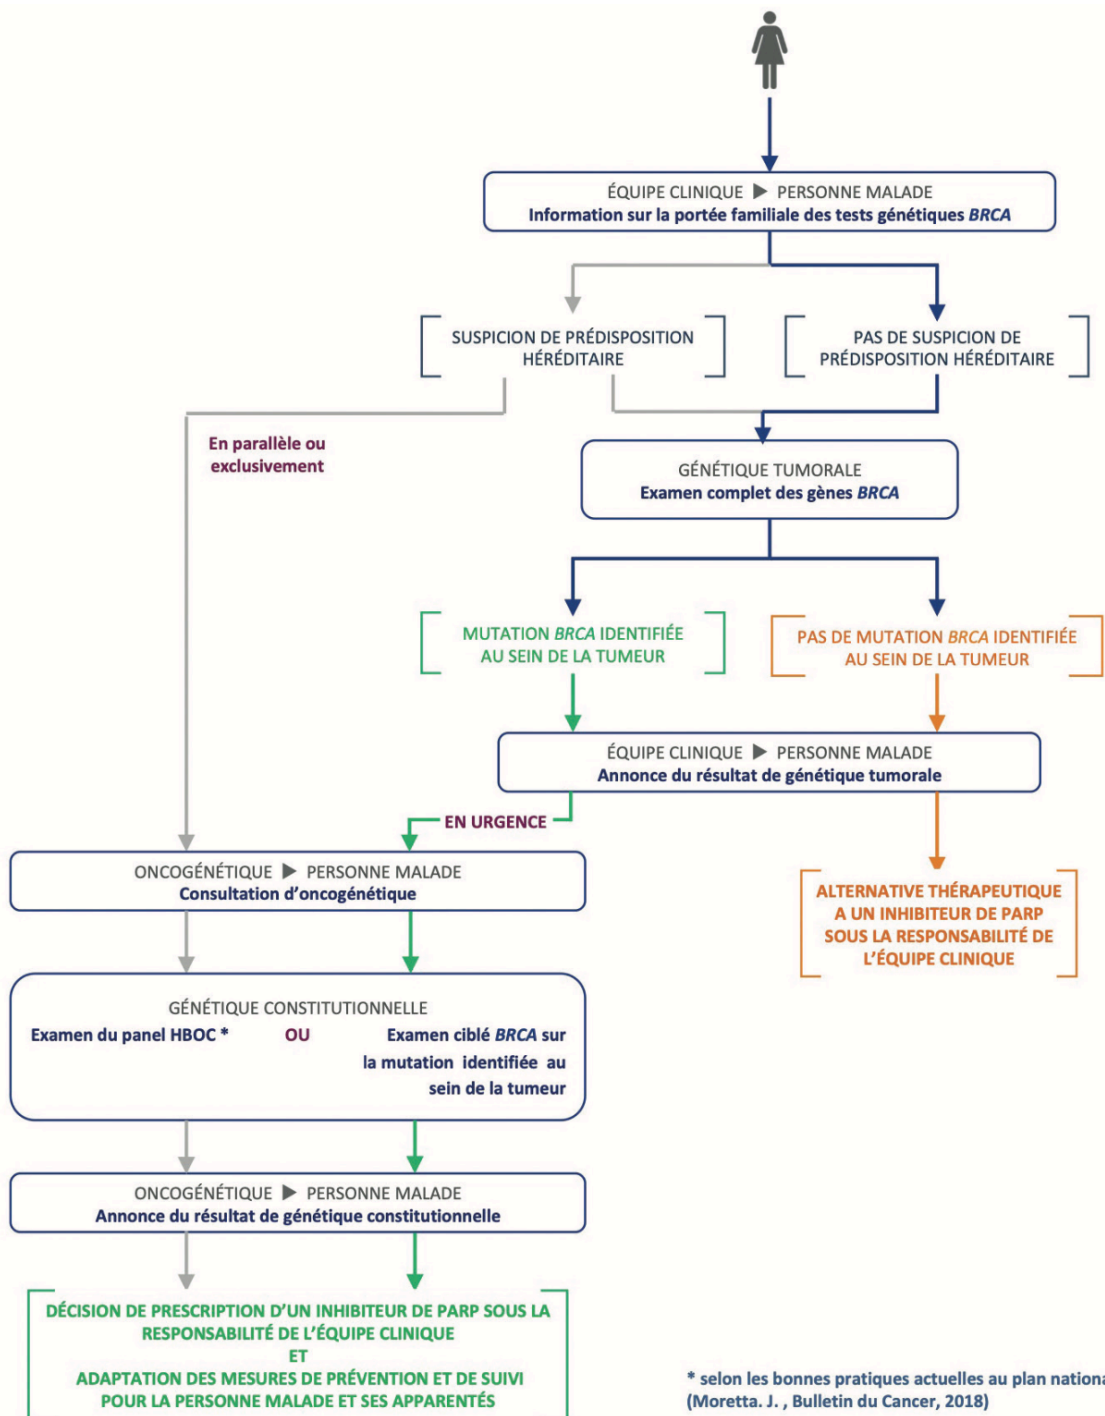 ÉQUIPE CLINIQUE ▶ PERSONNE MALADE
Information sur la portée familiale des tests génétiques BRCA
SUSPICION DE PRÉDISPOSITION
HÉRÉDITAIRE
PAS DE SUSPICION DE
PRÉDISPOSITION HÉRÉDITAIRE
En parallèle ou
exclusivement
GÉNÉTIQUE TUMORALE
Examen complet des gènes BRCA
MUTATION BRCA IDENTIFIÉE
AU SEIN DE LA TUMEUR
PAS DE MUTATION BRCA IDENTIFIÉE
AU SEIN DE LA TUMEUR
ÉQUIPE CLINIQUE ▶ PERSONNE MALADE
Annonce du résultat de génétique tumorale
EN URGENCE
ONCOGÉNÉTIQUE ▶ PERSONNE MALADE
Consultation d'oncogénétique
ALTERNATIVE THÉRAPEUTIQUE
A UN INHIBITEUR DE PARP
SOUS LA RESPONSABILITÉ DE
L'ÉQUIPE CLINIQUE
GÉNÉTIQUE CONSTITUTIONNELLE
Examen du panel HBOC *
OU
Examen ciblé BRCA sur
la mutation identifiée au
sein de la tumeur
ONCOGÉNÉTIQUE ▶ PERSONNE MALADE
Annonce du résultat de génétique constitutionnelle
DÉCISION DE PRESCRIPTION D'UN INHIBITEUR DE PARP SOUS LA
RESPONSABILITÉ DE L'ÉQUIPE CLINIQUE
ET
ADAPTATION DES MESURES DE PRÉVENTION ET DE SUIVI
POUR LA PERSONNE MALADE ET SES APPARENTÉS
* selon les bonnes pratiques actuelles au plan national
(Moretta. J. , Bulletin du Cancer, 2018)